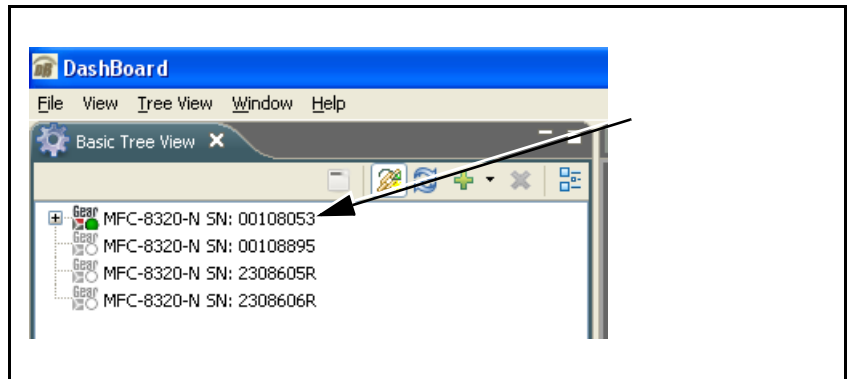 DashBoard
File View Tree View Window Help
Basic Tree View
Gear MFC-8320-N SN: 00108053
Gear MFC-8320-N SN: 00108895
Gear MFC-8320-N SN: 2308605R
Gear MFC-8320-N SN: 2308606R